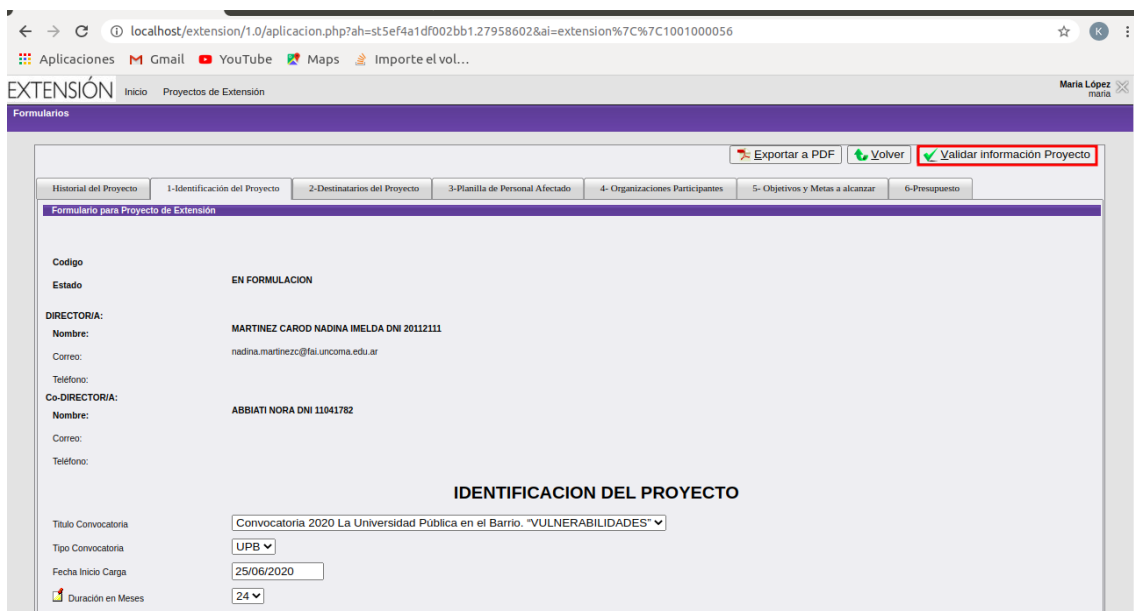 localhost/extension/1.0/aplicacion.php?ah=st5ef4a1df002bb1.27958602&ai=extension%7C%7C1001000056 K
Aplicaciones Gmail YouTube Maps Importe el vol...
EXTENSIÓN Inicio Proyectos de Extensión Maria López
maria
Formularios
Exportar a PDF Volver Validar información Proyecto
Historial del Proyecto 1-Identificación del Proyecto 2-Destinatarios del Proyecto 3-Planilla de Personal Afectado 4- Organizaciones Participantes 5- Objetivos y Metas a alcanzar 6-Presupuesto
Formulario para Proyecto de Extensión
Codigo
Estado EN FORMULACION
DIRECTOR/A:
Nombre: MARTINEZ CAROD NADINA IMELDA DNI 20112111
Correo: nadina.martinezc@fai.uncoma.edu.ar
Teléfono:
Co-DIRECTOR/A:
Nombre: ABBIATI NORA DNI 11041782
Correo:
Teléfono:
IDENTIFICACION DEL PROYECTO
Titulo Convocatoria Convocatoria 2020 La Universidad Pública en el Barrio. “VULNERABILIDADES”
Tipo Convocatoria UPB
Fecha Inicio Carga 25/06/2020
Duración en Meses 24